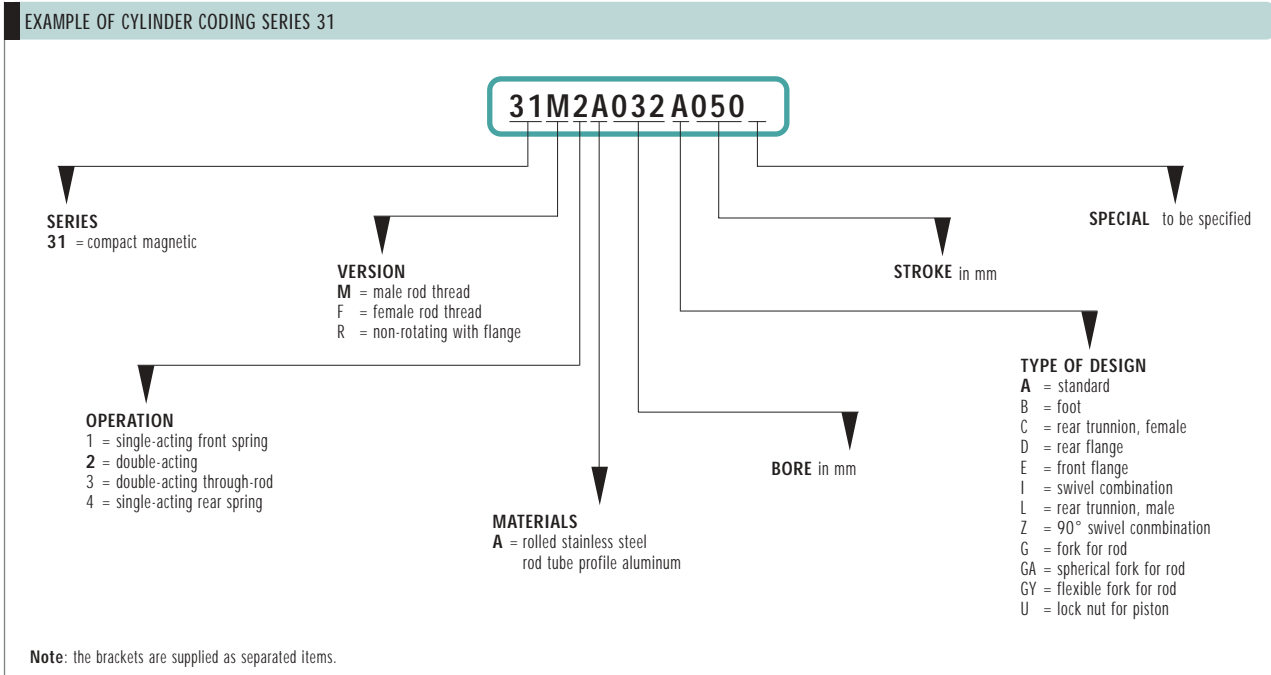 EXAMPLE OF CYLINDER CODING SERIES 31
31M2A032A050_
SERIES
31 = compact magnetic
VERSION
M = male rod thread
F = female rod thread
R = non-rotating with flange
OPERATION
1 = single-acting front spring
2 = double-acting
3 = double-acting through-rod
4 = single-acting rear spring
MATERIALS
A = rolled stainless steel
rod tube profile aluminum
BORE in mm
STROKE in mm
SPECIAL to be specified
TYPE OF DESIGN
A = standard
B = foot
C = rear trunnion, female
D = rear flange
E = front flange
I = swivel combination
L = rear trunnion, male
Z = 90° swivel conmbination
G = fork for rod
GA = spherical fork for rod
GY = flexible fork for rod
U = lock nut for piston
Note: the brackets are supplied as separated items.